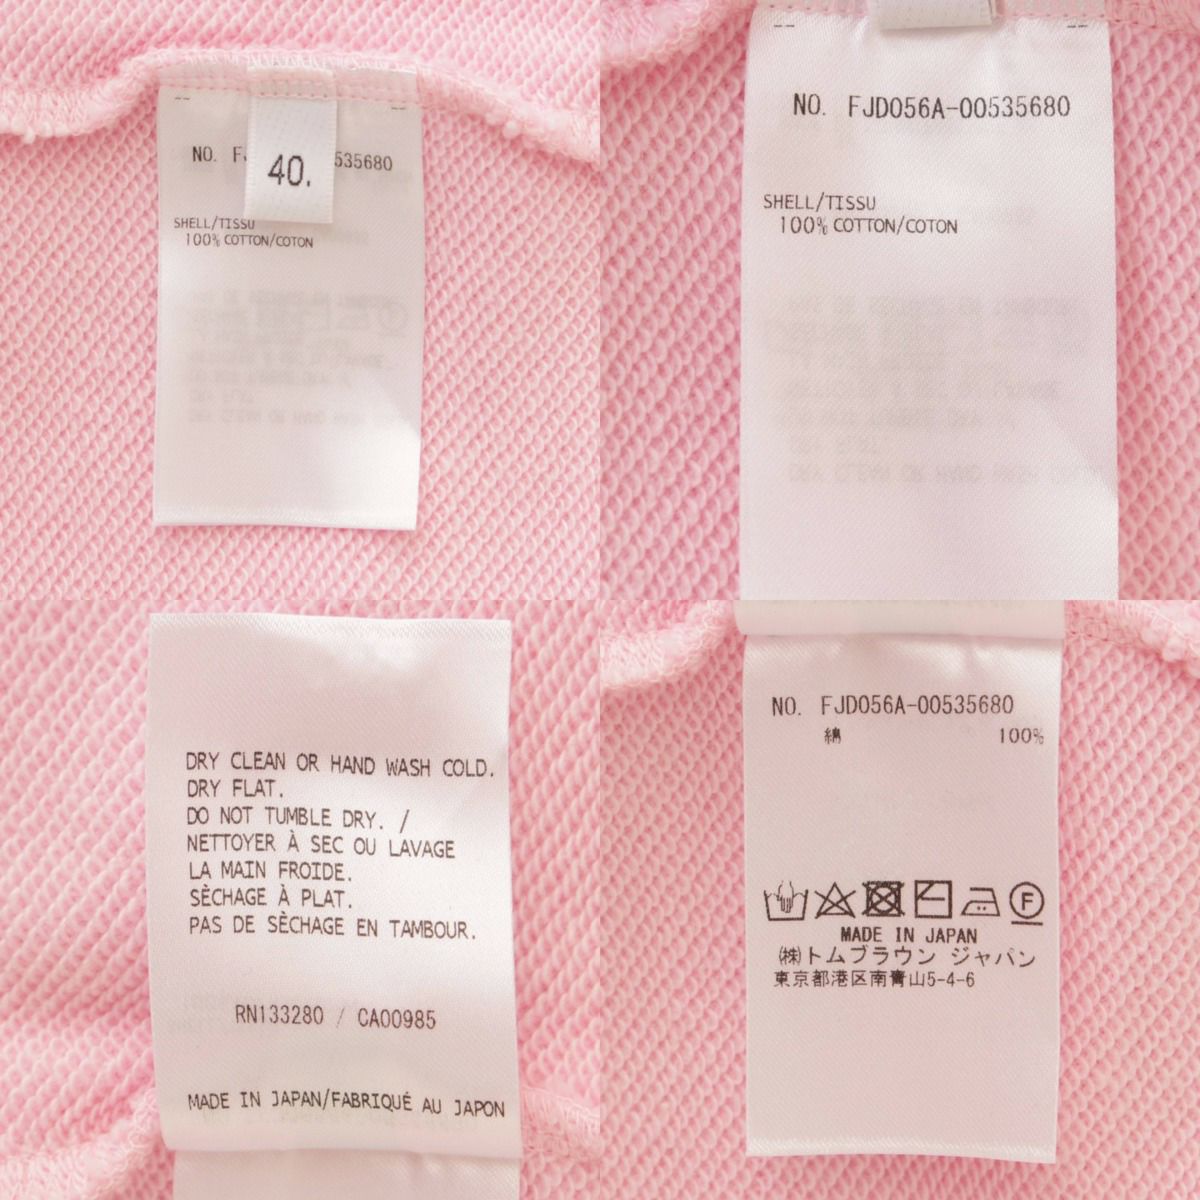 NO. FJ 535680
40.
SHELL/TISSU
100% COTTON/COTON
NO. FJD056A-00535680
SHELL/TISSU
100% COTTON/COTON
DRY CLEAN OR HAND WASH COLD.
DRY FLAT.
DO NOT TUMBLE DRY. /
NETTOYER À SEC OU LAVAGE
LA MAIN FROIDE.
SÈCHAGE À PLAT.
PAS DE SÈCHAGE EN TAMBOUR.
RN133280 / CA00985
MADE IN JAPAN/FABRIQUÉ AU JAPON
NO. FJD056A-00535680
綿 100%
F
MADE IN JAPAN
㈱トムブラウン ジャパン
東京都港区南青山5-4-6